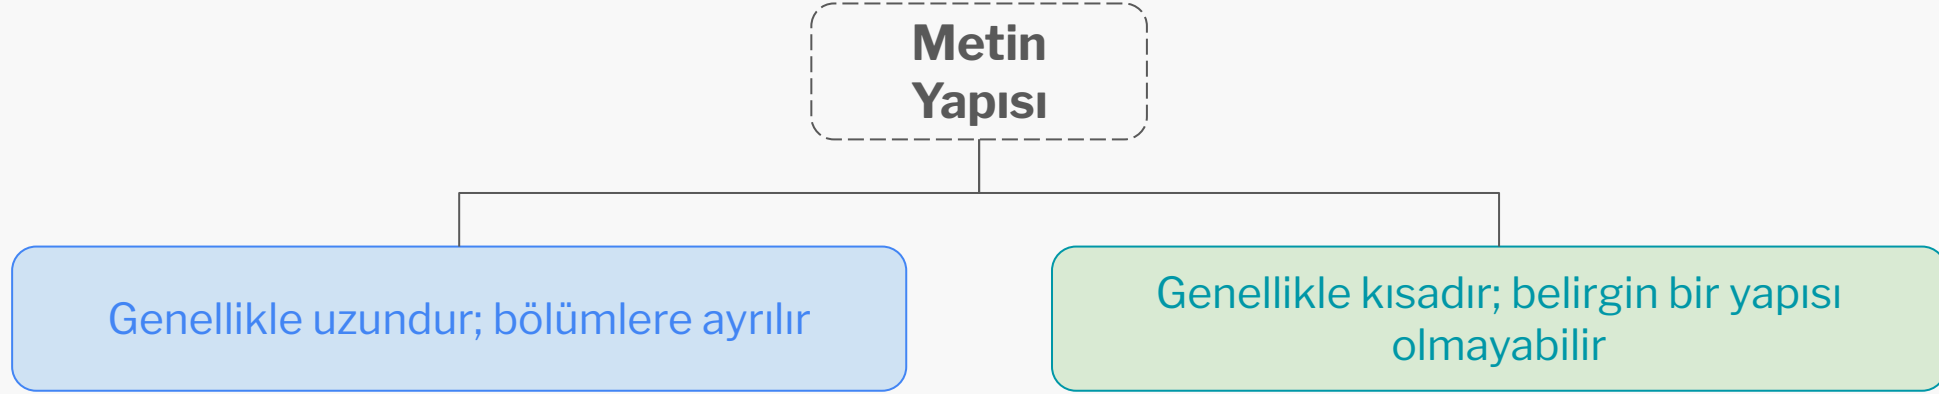 Metin
Yapısı
Genellikle uzundur; bölümlere ayrılır
Genellikle kısadır; belirgin bir yapısı
olmayabilir